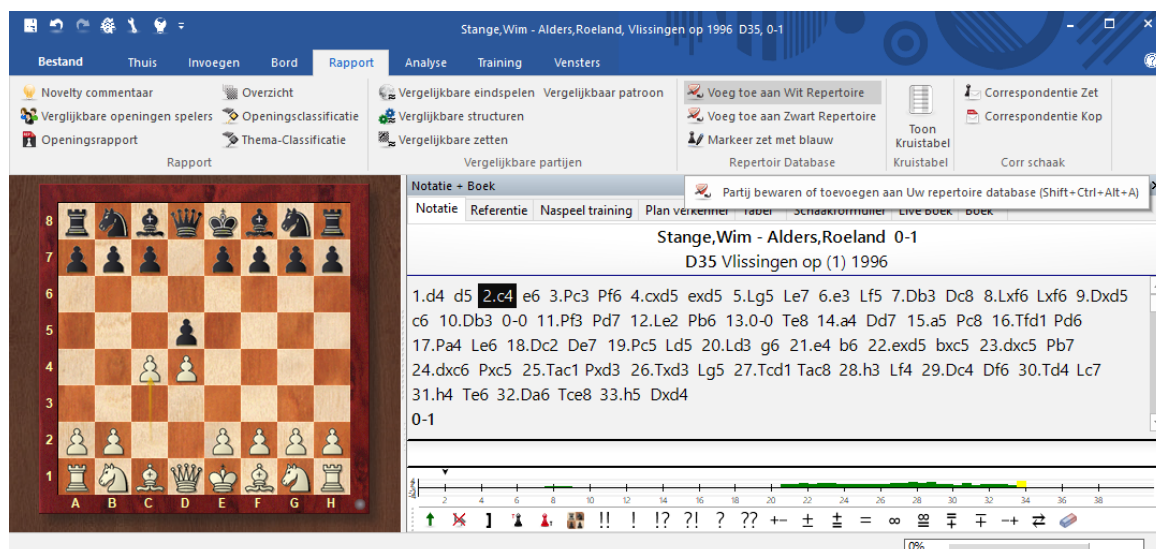 Stange,Wim - Alders,Roeland, Vlissingen op 1996 D35, 0-1
Bestand Thuis Invoegen Bord Rapport Analyse Training Vensters
Novelty commentaar Overzicht Vergelijkbare eindspelen Vergelijkbaar patroon Voeg toe aan Wit Repertoire Correspondentie Zet
Vergelijkbare openingen spelers Openingsclassificatie Verglijkbare structuren Voeg toe aan Zwart Repertoire Correspondentie Kop
Openingsrapport Thema-Classificatie Vergelijkbare zetten Markeer zet met blauw Toon
Kruistabel
Rapport Vergelijkbare partijen Repertoir Database Kruistabel Corr schaak
Notatie + Boek
Partij bewaren of toevoegen aan Uw repertoire database (Shift+Ctrl+Alt+A)
Notatie Referentie Naspeel training Plan verkenner Tabel Schaakformulier Live Boek Boek
Stange,Wim - Alders,Roeland 0-1
D35 Vlissingen op (1) 1996
1.d4 d5 2.c4 e6 3.Pc3 Pf6 4.cxd5 exd5 5.Lg5 Le7 6.e3 Lf5 7.Db3 Dc8 8.Lxf6 Lxf6 9.Dxd5
c6 10.Db3 0-0 11.Pf3 Pd7 12.Le2 Pb6 13.0-0 Te8 14.a4 Dd7 15.a5 Pc8 16.Tfd1 Pd6
17.Pa4 Le6 18.Dc2 De7 19.Pc5 Ld5 20.Ld3 g6 21.e4 b6 22.exd5 bxc5 23.dxc5 Pb7
24.dxc6 Pxc5 25.Tac1 Pxd3 26.Txd3 Lg5 27.Tcd1 Tac8 28.h3 Lf4 29.Dc4 Df6 30.Td4 Lc7
31.h4 Te6 32.Da6 Tce8 33.h5 Dxd4
0-1
8
7
6
5
4
3
2
1
A B C D E F G H
2 4 6 8 10 12 14 16 18 20 22 24 26 28 30 32 34 36 38
!! ! !? ?! ? ?? +- ± ⩲ = ∞ ⩱ ∓ -+ ⇄
0%